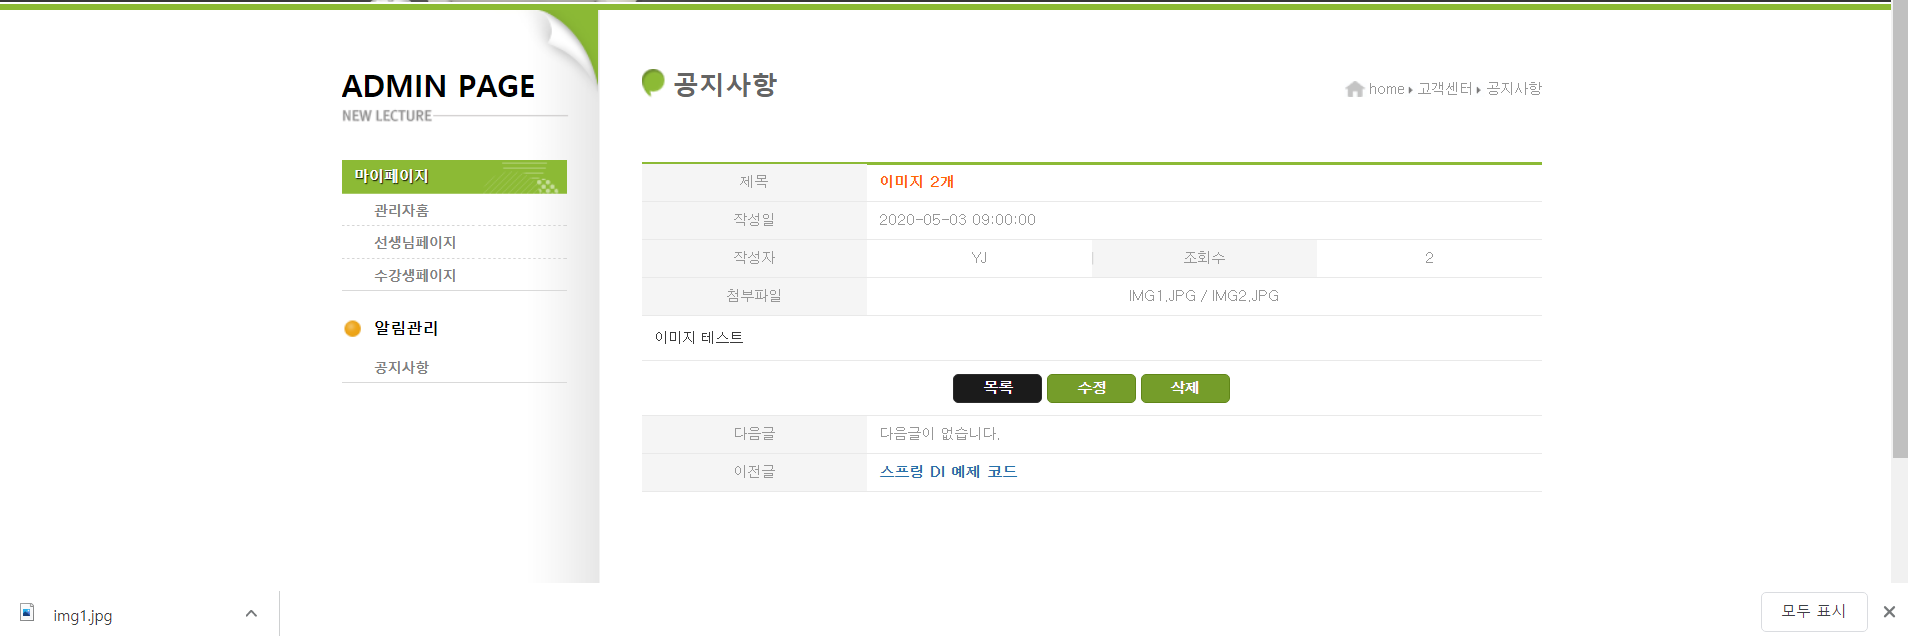 ADMIN PAGE
NEW LECTURE
마이페이지
관리자홈
선생님페이지
수강생페이지
알림관리
공지사항
공지사항
home 고객센터 공지사항
제목 이미지 2개
작성일 2020-05-03 09:00:00
작성자 YJ 조회수 2
첨부파일 IMG1.JPG / IMG2.JPG
이미지 테스트
목록 수정 삭제
다음글 다음글이 없습니다.
이전글 스프링 DI 예제 코드
img1.jpg 모두 표시